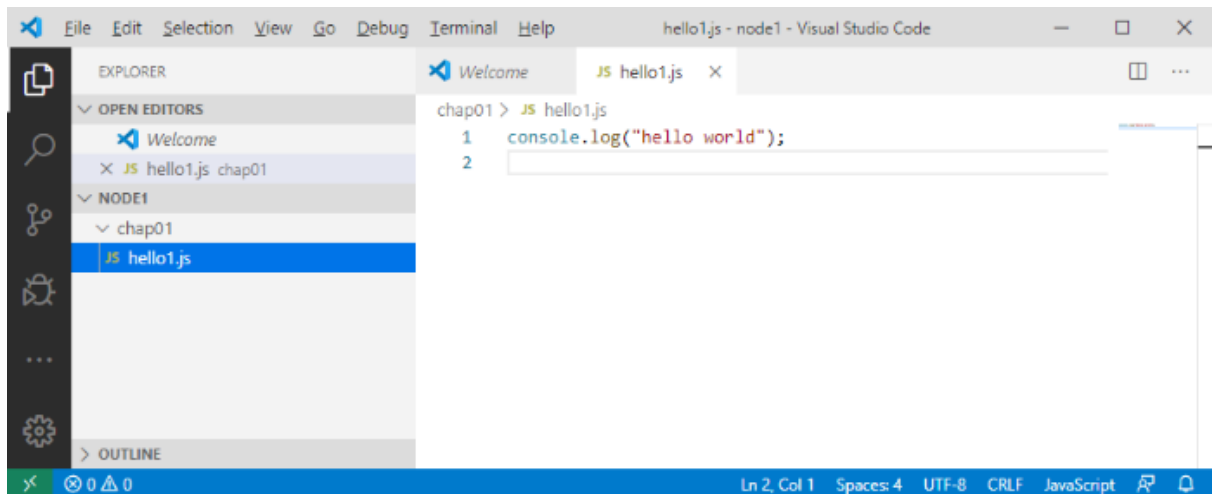 File Edit Selection View Go Debug Terminal Help hello1.js - node1 - Visual Studio Code
EXPLORER
OPEN EDITORS
Welcome
JS hello1.js chap01
NODE1
chap01
JS hello1.js
OUTLINE
Welcome JS hello1.js
chap01 > JS hello1.js
1 console.log("hello world");
2
0 0 Ln 2, Col 1 Spaces: 4 UTF-8 CRLF JavaScript